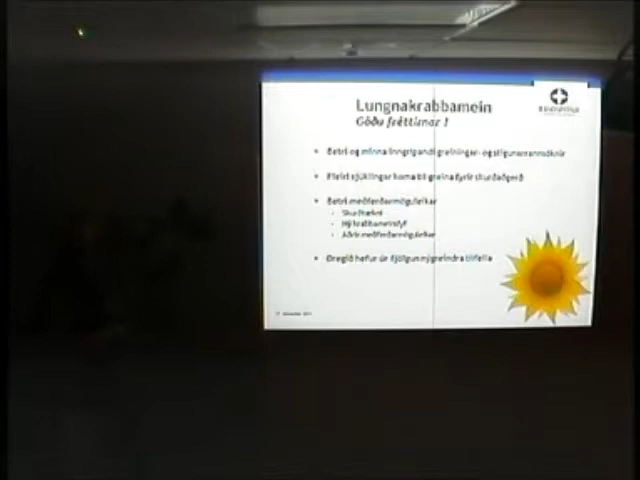 Lungnakrabbamein
Góðu fréttirnar !
LANDSPÍTALI
• Betri og minna inngripandi greiningar- og stigunarrannsóknir
• Fleiri sjúklingar koma til greina fyrir skurðaðgerð
• Betri meðferðarmöguleikar
- Skurðtækni
- Ný krabbameinslyf
- Aðrir meðferðarmöguleikar
• Dregið hefur úr fjölgun nýgreindra tilfella